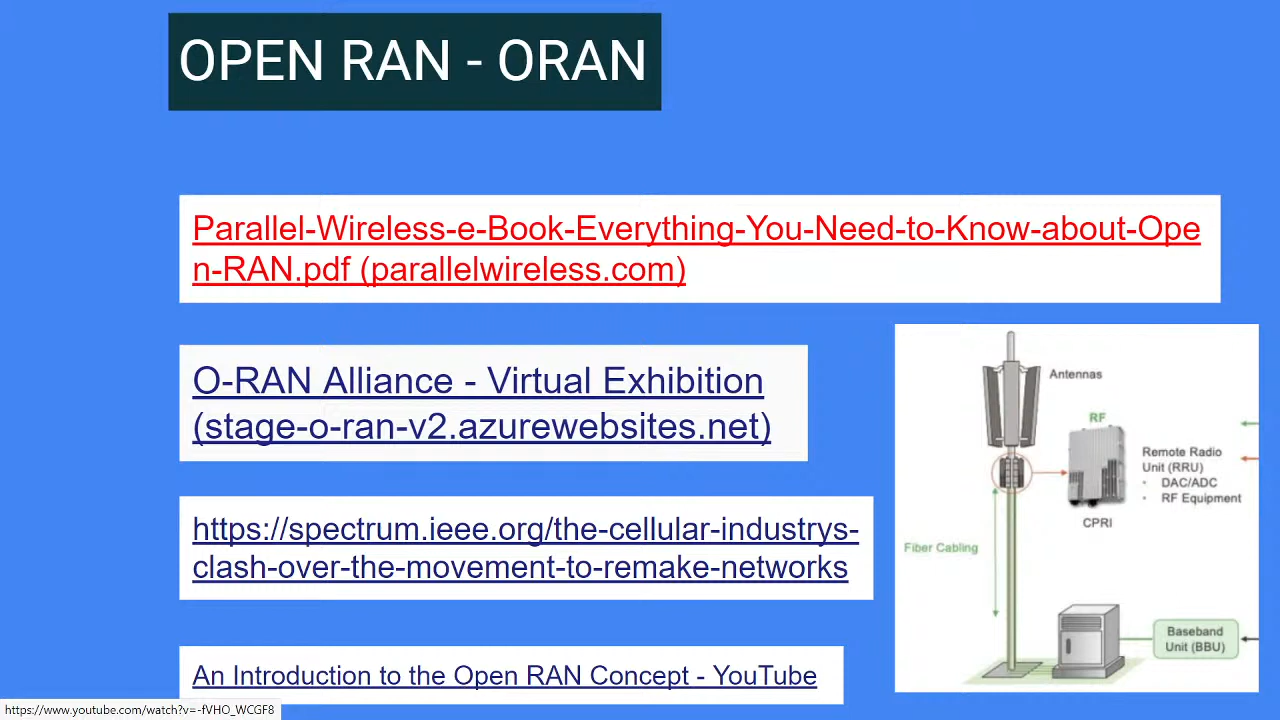 OPEN RAN - ORAN
Parallel-Wireless-e-Book-Everything-You-Need-to-Know-about-Ope
n-RAN.pdf (parallelwireless.com)
O-RAN Alliance - Virtual Exhibition
(stage-o-ran-v2.azurewebsites.net)
https://spectrum.ieee.org/the-cellular-industrys-
clash-over-the-movement-to-remake-networks
An Introduction to the Open RAN Concept - YouTube
Antennas
RF
Remote Radio
Unit (RRU)
• DAC/ADC
• RF Equipment
CPRI
Fiber Cabling
Baseband
Unit (BBU)
https://www.youtube.com/watch?v=-fVHO_WCGF8